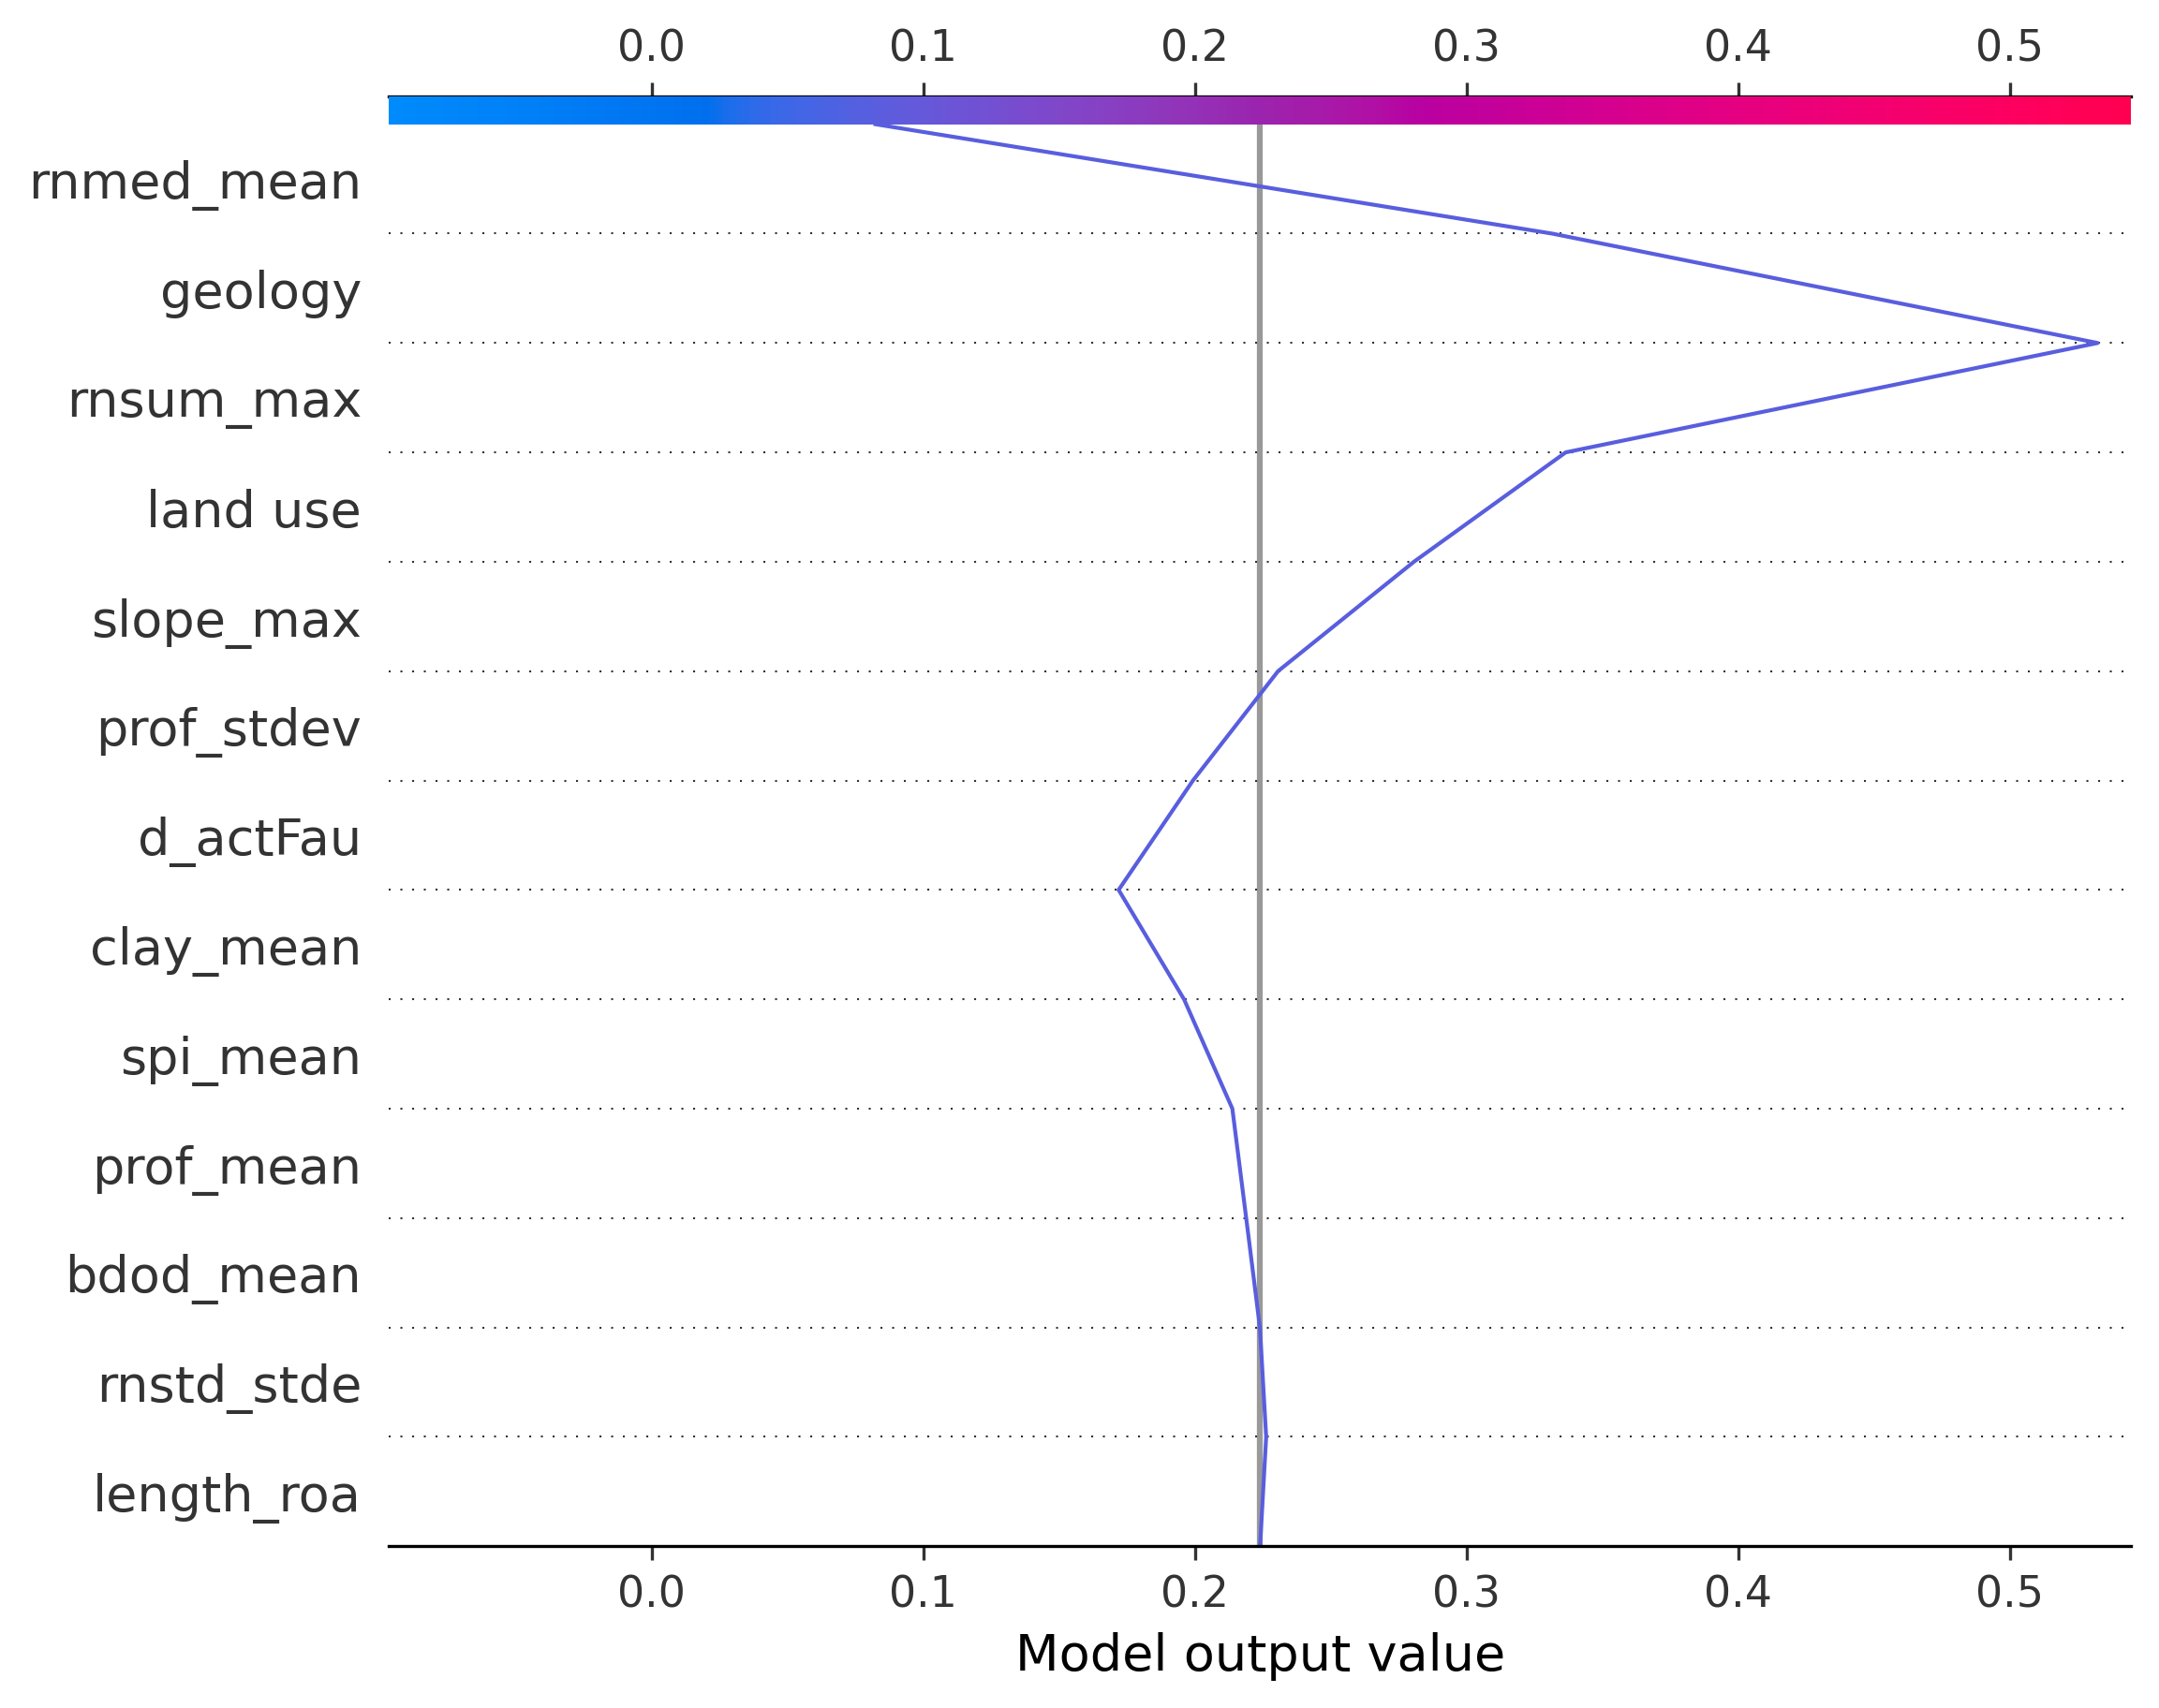 0.0 0.1 0.2 0.3 0.4 0.5
rnmed_mean
geology
rnsum_max
land use
slope_max
prof_stdev
d_actFau
clay_mean
spi_mean
prof_mean
bdod_mean
rnstd_stde
length_roa
0.0 0.1 0.2 0.3 0.4 0.5
Model output value